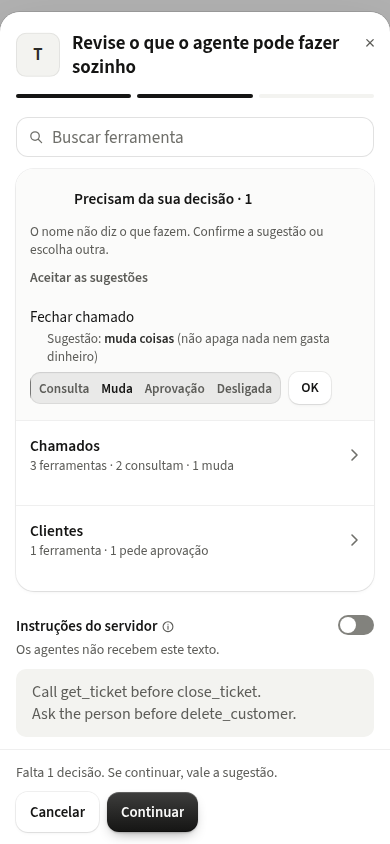 T
Revise o que o agente pode fazer
sozinho
Buscar ferramenta
Precisam da sua decisão · 1
O nome não diz o que fazem. Confirme a sugestão ou
escolha outra.
Aceitar as sugestões
Fechar chamado
Sugestão: muda coisas (não apaga nada nem gasta
dinheiro)
Consulta Muda Aprovação Desligada OK
Chamados
3 ferramentas · 2 consultam · 1 muda
Clientes
1 ferramenta · 1 pede aprovação
Instruções do servidor
Os agentes não recebem este texto.
Call get_ticket before close_ticket.
Ask the person before delete_customer.
Falta 1 decisão. Se continuar, vale a sugestão.
Cancelar Continuar